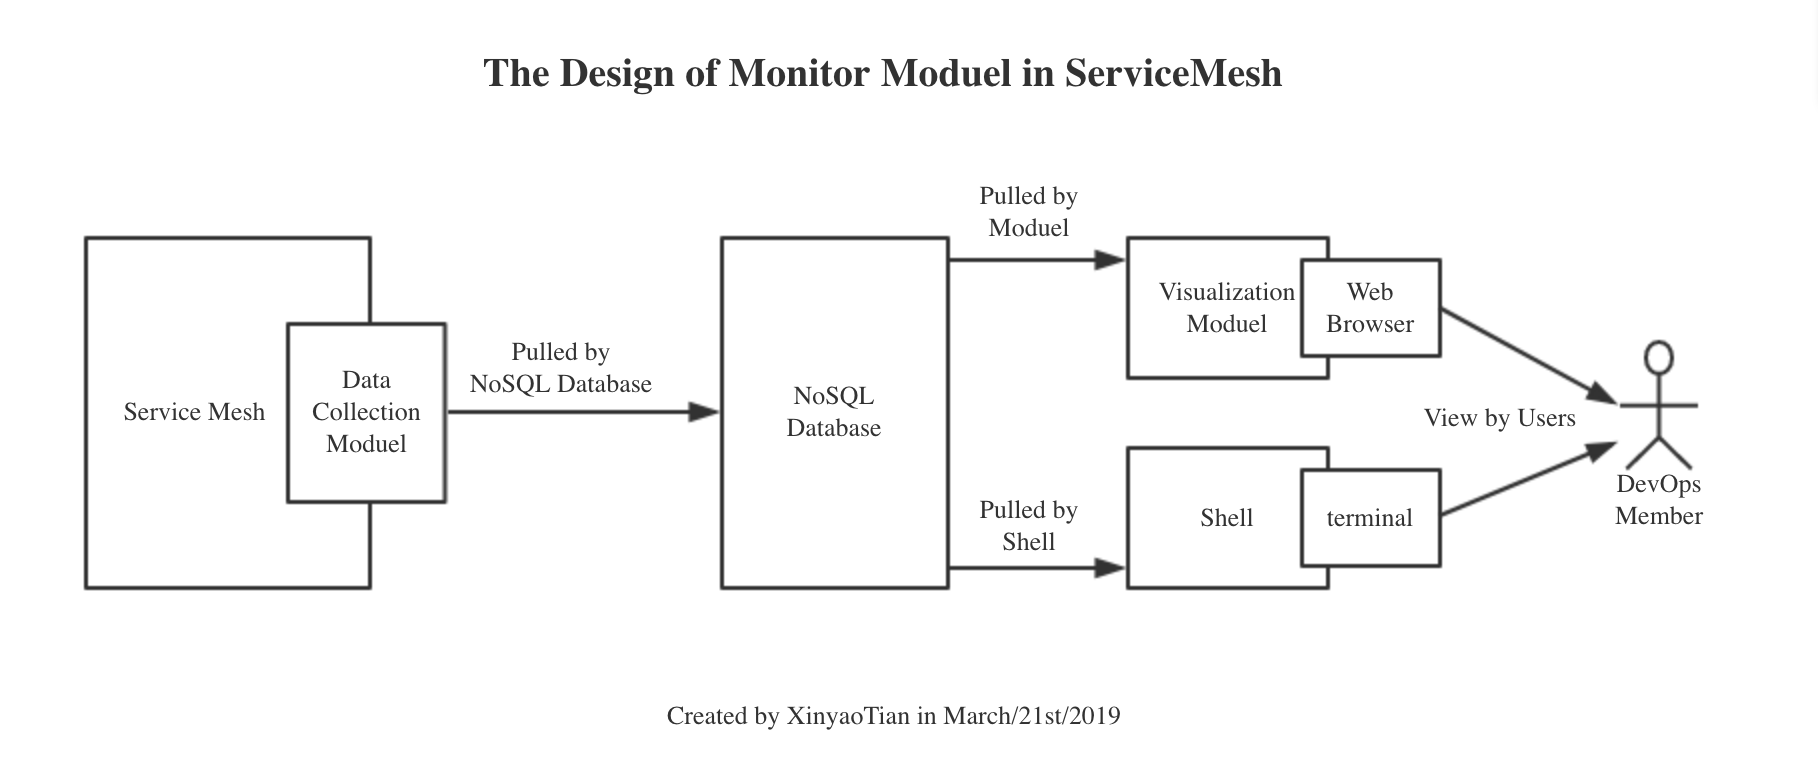 The Design of Monitor Moduel in ServiceMesh
Service Mesh
Data
Collection
Moduel
Pulled by
NoSQL Database
NoSQL
Database
Pulled by
Moduel
Visualization
Moduel
Web
Browser
Pulled by
Shell
Shell
terminal
View by Users
DevOps
Member
Created by XinyaoTian in March/21st/2019